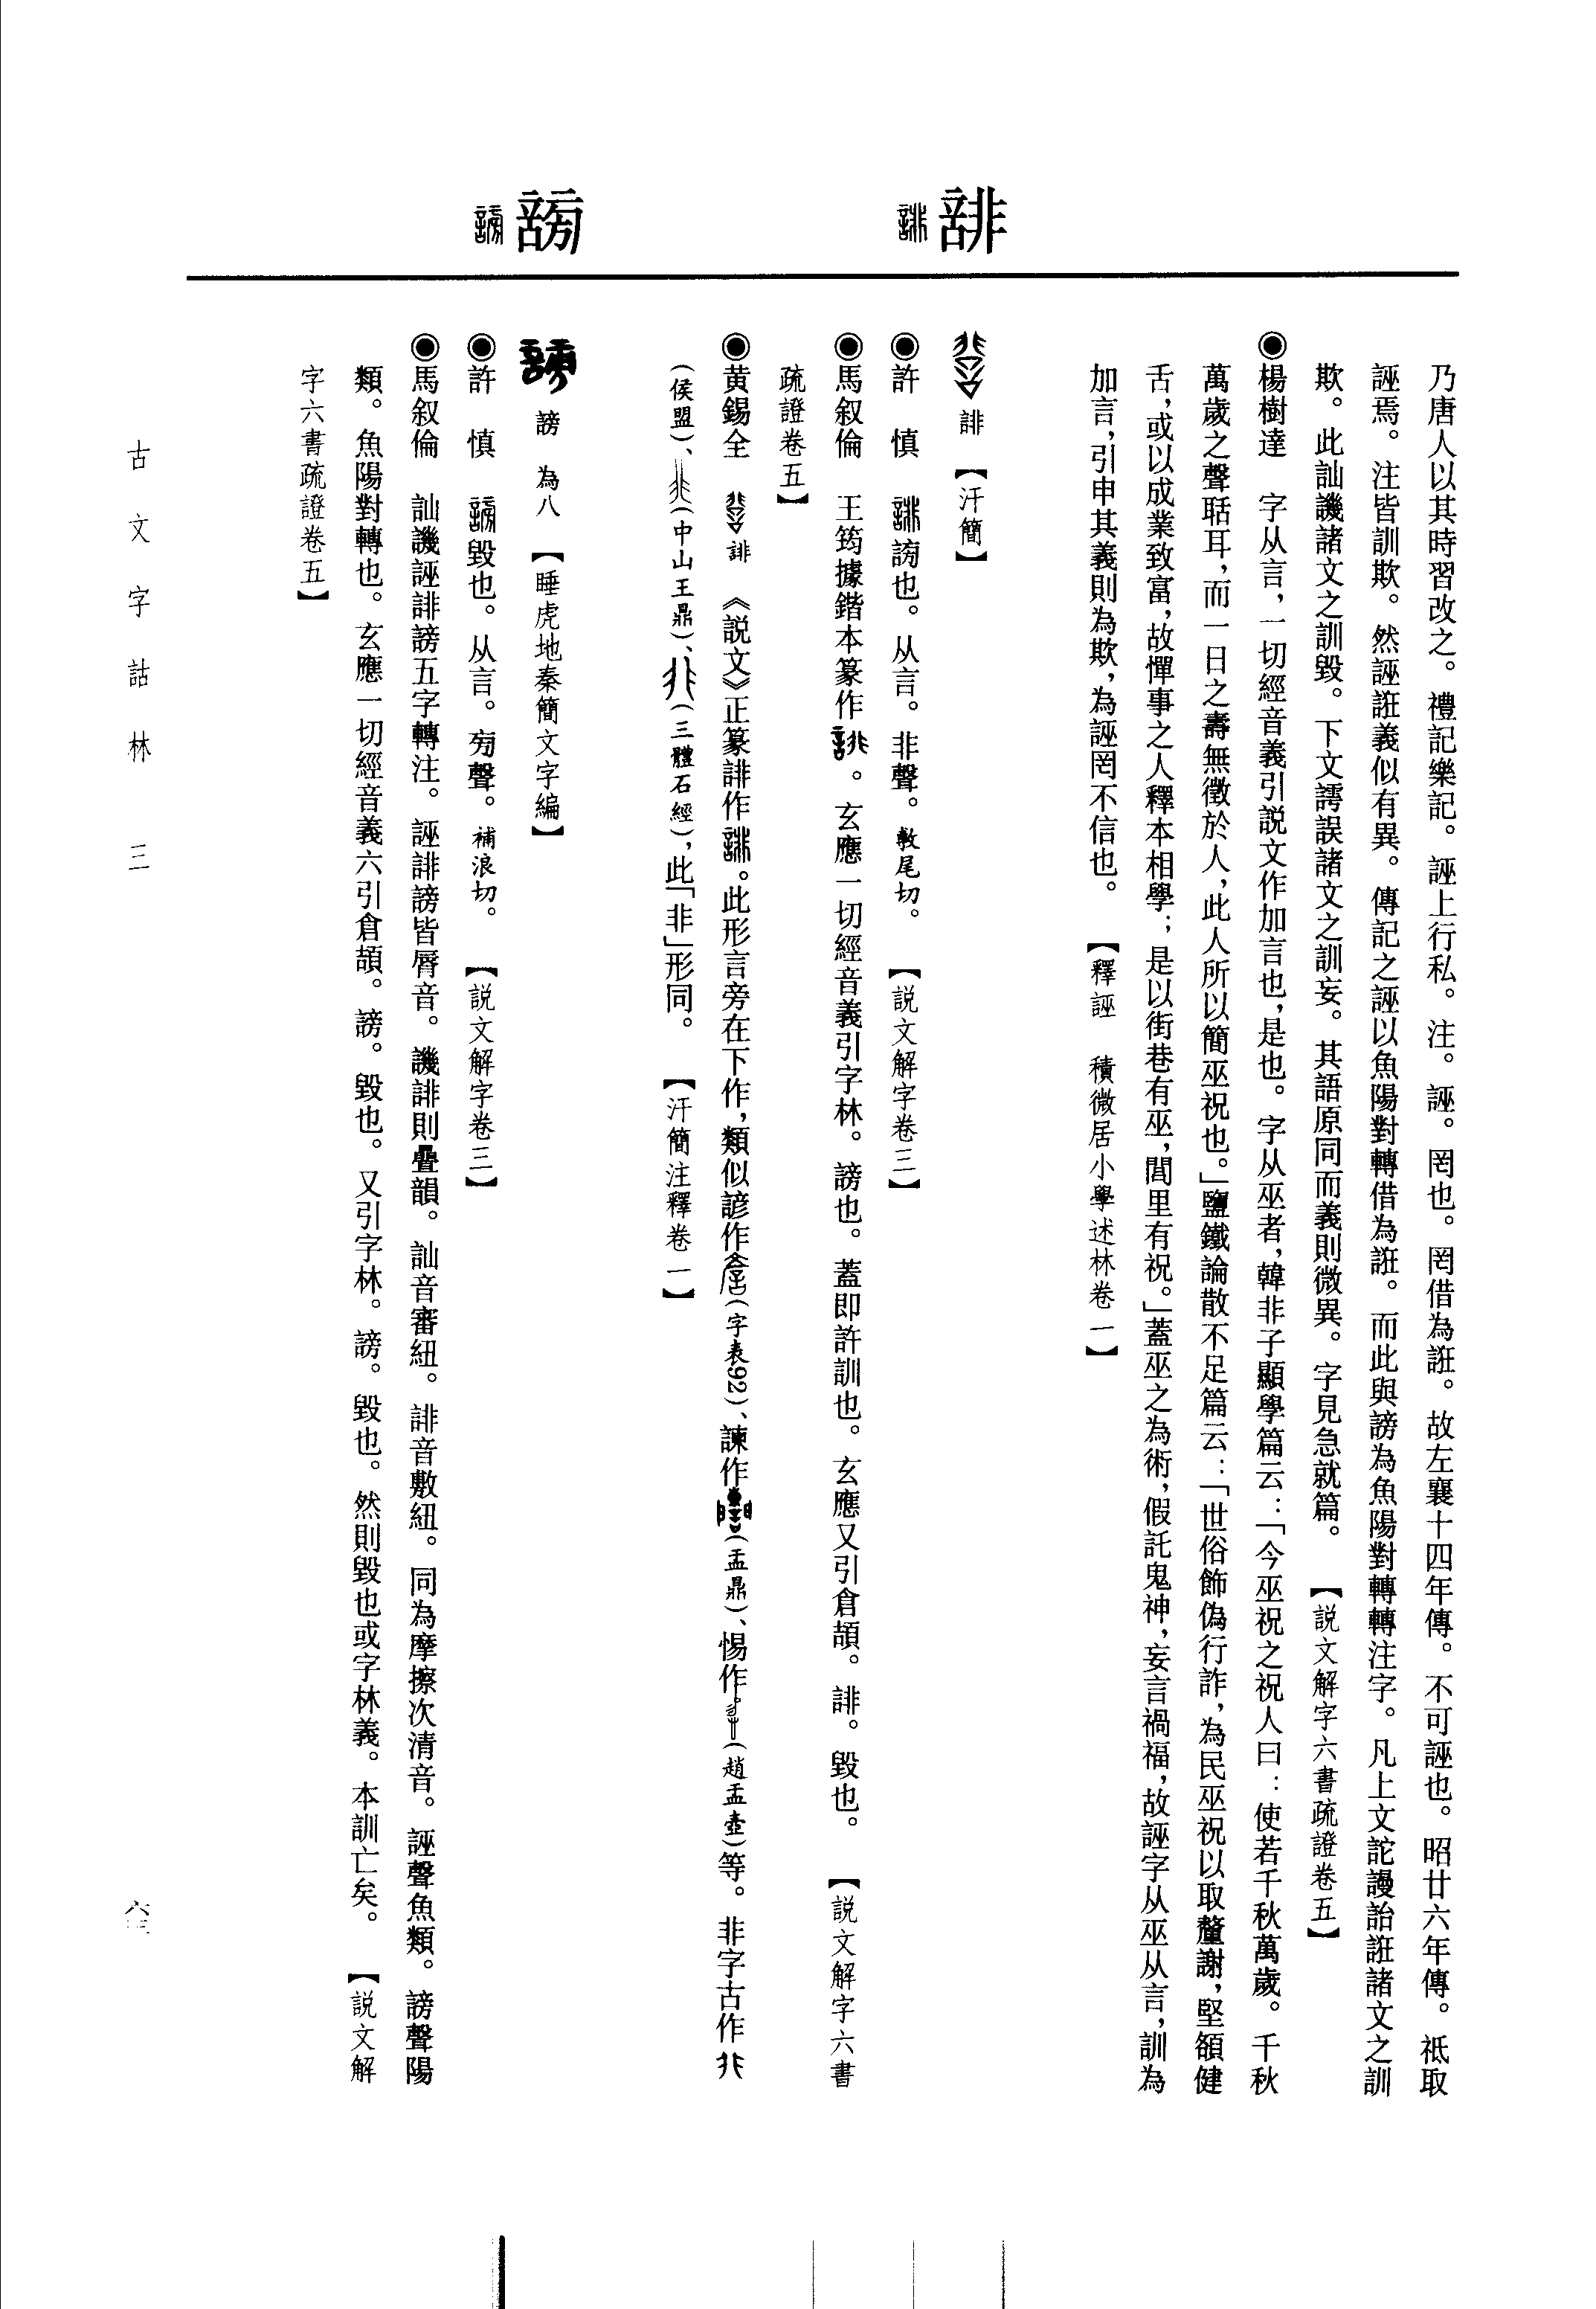 誹
謗
乃唐人以其時習改之。禮記樂記。誣上行私。注。誣。罔也。罔借為誑。故左襄十四年傳。不可誣也。昭廿六年傳。祗取
誣焉。注皆訓欺。然誣誑義似有異。傳記之誣以魚陽對轉借為誑。而此與謗為魚陽對轉轉注字。凡上文詑謾詒誑諸文之訓
欺。此訕譏諸文之訓毀。下文譌誤諸文之訓妄。其語原同而義則微異。字見急就篇。【説文解字六書疏證卷五】
◉楊樹達　字从言,一切經音義引説文作加言也,是也。字从巫者,韓非子顯學篇云:「今巫祝之祝人曰:使若千秋萬歲。千秋
萬歲之聲聒耳,而一日之壽無徵於人,此人所以簡巫祝也。」鹽鐵論散不足篇云:「世俗飾偽行詐,為民巫祝以取釐謝,堅頟健
舌,或以成業致富,故憚事之人釋本相學;是以街巷有巫,閭里有祝。」蓋巫之為術,假託鬼神,妄言禍福,故誣字从巫从言,訓為
加言,引申其義則為欺,為誣罔不信也。【釋誣　積微居小學述林卷一】
誹【汗簡】
◉許　慎　謗也。从言。非聲。敷尾切。【説文解字卷三】
◉馬叙倫　王筠據鍇本篆作。玄應一切經音義引字林。謗也。蓋即許訓也。玄應又引倉頡。誹。毀也。【説文解字六書
疏證卷五】
◉黄錫全　誹　《説文》正篆誹作。此形言旁在下作,類似諺作(字表92)、諫作(盂鼎)、惕作(趙孟壺)等。非字古作
(侯盟)、(中山王鼎)、(三體石經),此「非」形同。【汗簡注釋卷一】
謗　為八【睡虎地秦簡文字編】
◉許　慎　毀也。从言。旁聲。補浪切。【説文解字卷三】
◉馬叙倫　訕譏誣誹謗五字轉注。誣誹謗皆脣音。譏誹則疊韻。訕音審紐。誹音敷紐。同為摩擦次清音。誣聲魚類。謗聲陽
類。魚陽對轉也。玄應一切經音義六引倉頡。謗。毀也。又引字林。謗。毀也。然則毀也或字林義。本訓亡矣。【説文解
字六書疏證卷五】
古文字詁林　三
六三